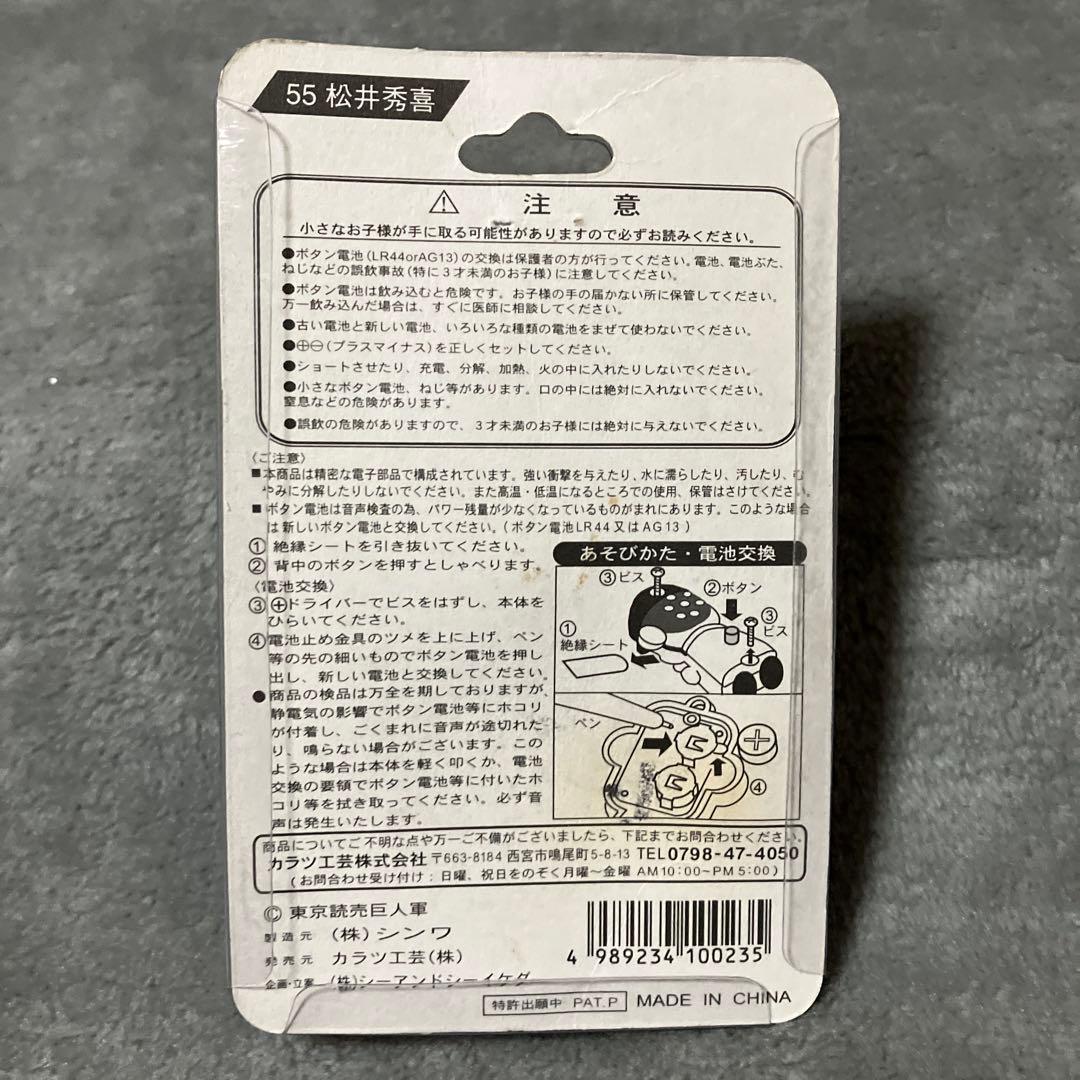 55 松井秀喜
⚠ 注意
小さなお子様が手に取る可能性がありますので必ずお読みください。
●ボタン電池(LR44orAG13)の交換は保護者の方が行ってください。電池、電池ぶた、
ねじなどの誤飲事故(特に3才未満のお子様)に注意してください。
●ボタン電池は飲み込むと危険です。お子様の手の届かない所に保管してください。
万一飲み込んだ場合は、すぐに医師に相談してください。
●古い電池と新しい電池、いろいろな種類の電池をまぜて使わないでください。
●⊕⊖(プラスマイナス)を正しくセットしてください。
●ショートさせたり、充電、分解、加熱、火の中に入れたりしないでください。
●小さなボタン電池、ねじ等があります。口の中には絶対に入れないでください。
窒息などの危険があります。
●誤飲の危険がありますので、3才未満のお子様には絶対に与えないでください。
〈ご注意〉
■本商品は精密な電子部品で構成されています。強い衝撃を与えたり、水に濡らしたり、汚したり、む
やみに分解したりしないでください。また高温・低温になるところでの使用、保管はさけてください。
■ボタン電池は音声検査の為、パワー残量が少なくなっているものがまれにあります。このような場合
は新しいボタン電池と交換してください。(ボタン電池LR44又はAG13)
①絶縁シートを引き抜いてください。
②背中のボタンを押すとしゃべります。
〈電池交換〉
③⊕ドライバーでビスをはずし、本体を
ひらいてください。
④電池止め金具のツメを上に上げ、ペン
等の先の細いものでボタン電池を押し
出し、新しい電池と交換してください。
●商品の検品は万全を期しておりますが、
静電気の影響でボタン電池等にホコリ
が付着し、ごくまれに音声が途切れた
り、鳴らない場合がございます。この
ような場合は本体を軽く叩くか、電池
交換の要領でボタン電池等に付いたホ
コリ等を拭き取ってください。必ず音
声は発生いたします。
あそびかた・電池交換
③ビス
②ボタン
③
ビス
①
絶縁シート
ペン
④
商品についてご不明な点や万一ご不備がございましたら、下記までお問合わせください。
カラツ工芸株式会社 〒663-8184 西宮市鳴尾町5-8-13 TEL0798-47-4050
(お問合わせ受け付け:日曜、祝日をのぞく月曜〜金曜 AM10:00〜PM5:00)
© 東京読売巨人軍
製造元 (株)シンワ
発売元 カラツ工芸(株)
企画・立案 (株)シーアンドシーイケダ
4 989234 100235
特許出願中 PAT.P
MADE IN CHINA